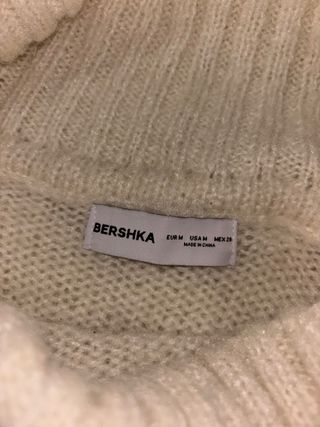 BERSHKA EUR M USA M MEX 28
MADE IN CHINA